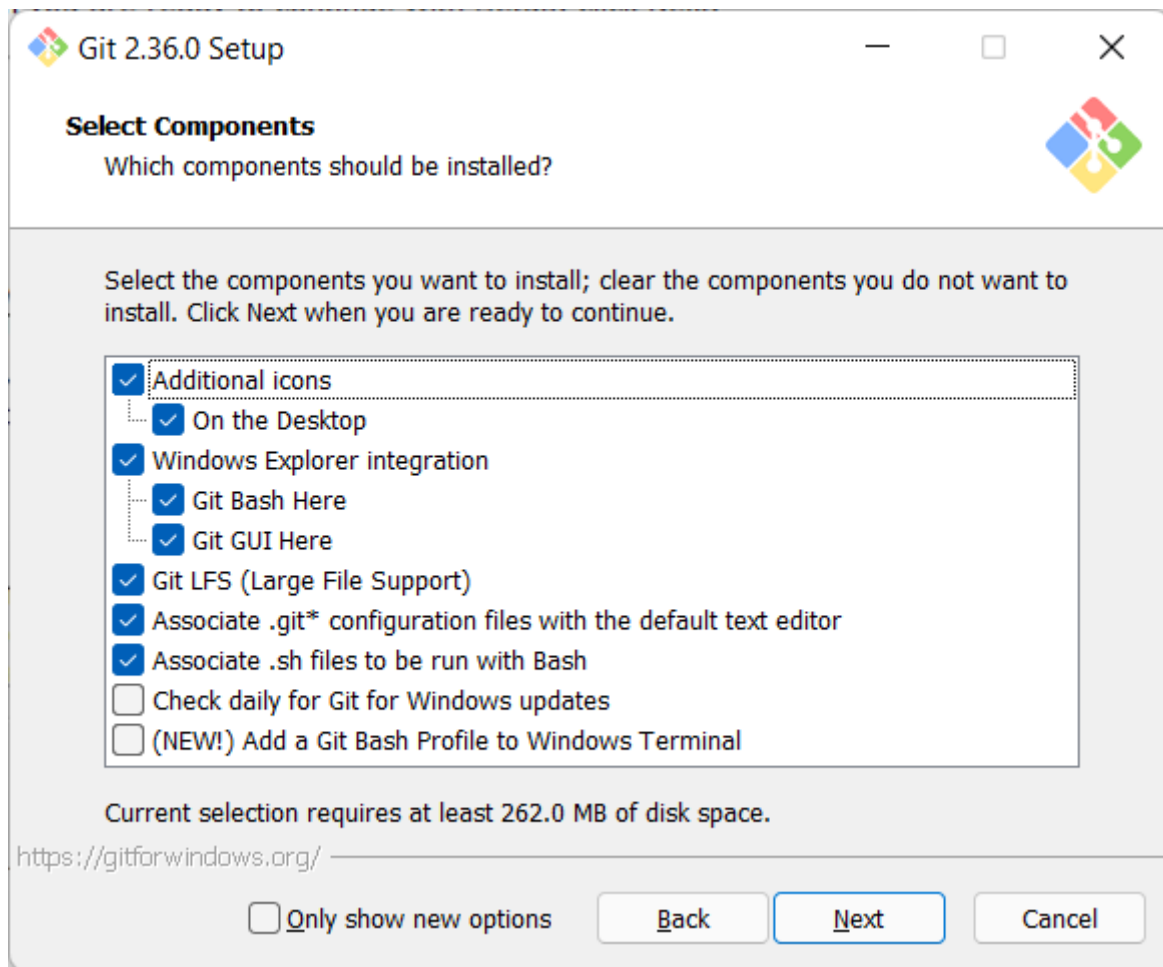 Git 2.36.0 Setup
Select Components
Which components should be installed?
Select the components you want to install; clear the components you do not want to
install. Click Next when you are ready to continue.
Additional icons
On the Desktop
Windows Explorer integration
Git Bash Here
Git GUI Here
Git LFS (Large File Support)
Associate .git* configuration files with the default text editor
Associate .sh files to be run with Bash
Check daily for Git for Windows updates
(NEW!) Add a Git Bash Profile to Windows Terminal
Current selection requires at least 262.0 MB of disk space.
https://gitforwindows.org/
Only show new options
Back
Next
Cancel